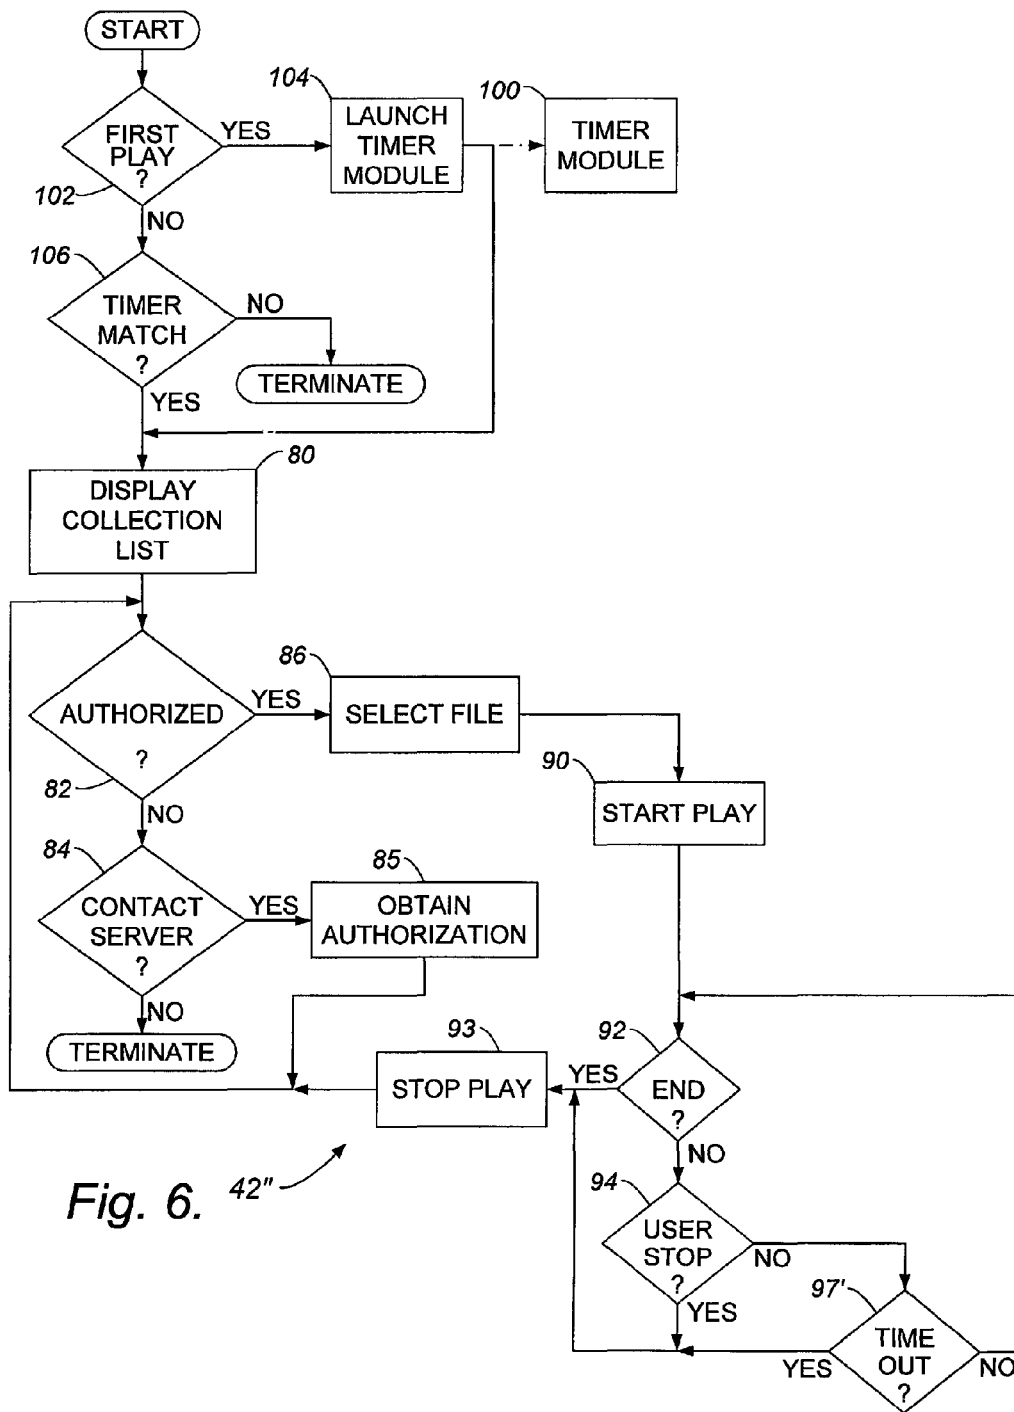 START
FIRST
PLAY
?
102
YES
104
LAUNCH
TIMER
MODULE
100
TIMER
MODULE
NO
106
TIMER
MATCH
?
NO
TERMINATE
YES
80
DISPLAY
COLLECTION
LIST
AUTHORIZED
?
82
YES
86
SELECT FILE
90
START PLAY
NO
84
CONTACT
SERVER
?
YES
85
OBTAIN
AUTHORIZATION
NO
TERMINATE
93
STOP PLAY
YES
92
END
?
NO
94
USER
STOP
?
NO
YES
97'
TIME
OUT
?
YES
NO
42"
Fig. 6.